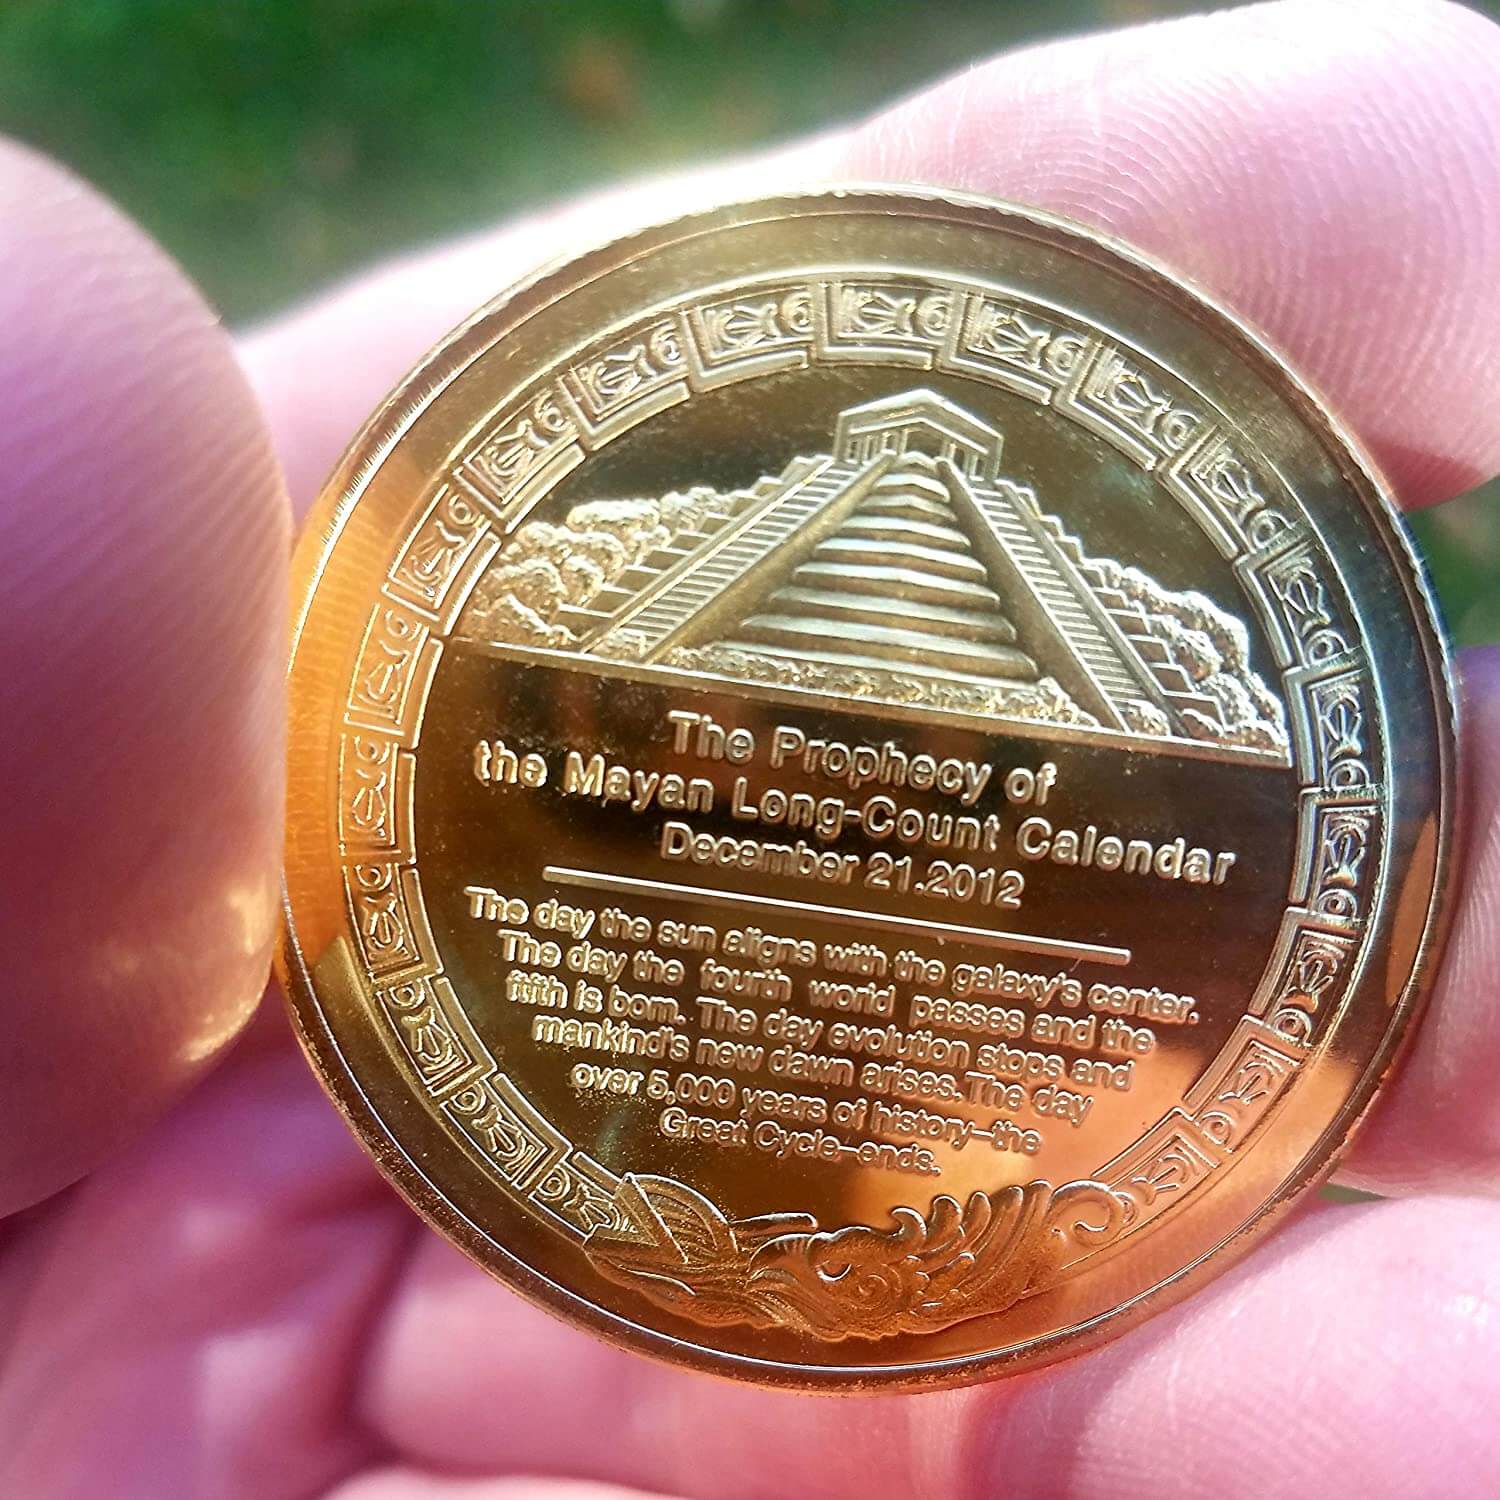 The Prophecy of
the Mayan Long-Count Calendar
December 21.2012
The day the sun aligns with the galaxy's center.
The day the fourth world passes and the
fifth is born. The day evolution stops and
mankind's new dawn arises.The day
over 5,000 years of history-the
Great Cycle-ends.